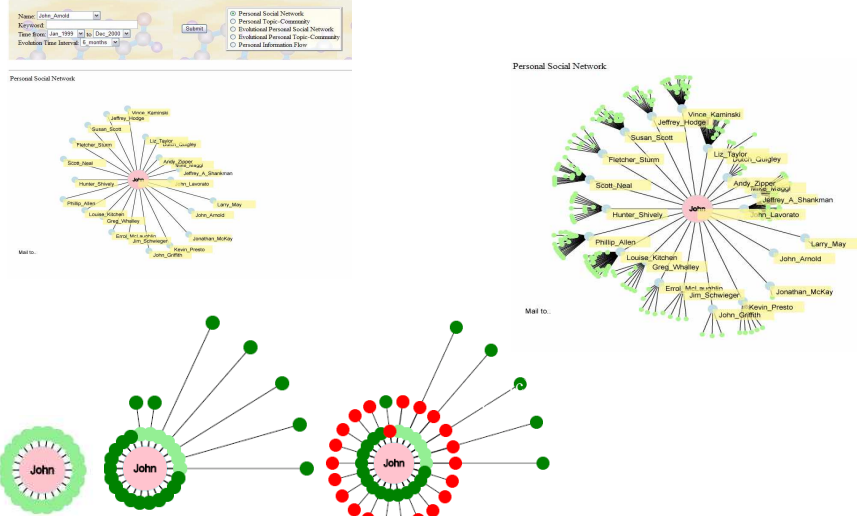 Name: John_Arnold
Keyword:
Time from: Jan_1999 to Dec_2000
Evolution Time Interval: 6_months
Submit
Personal Social Network
Personal Topic-Community
Evolutional Personal Social Network
Evolutional Personal Topic-Community
Personal Information Flow
Personal Social Network
Vince_Kaminski
Jeffrey_Hodge
Susan_Scott
Liz_Taylor
Fletcher_Sturm
Andy_Zipper
Scott_Neal
Jeffrey_A_Shankman
John
Hunter_Shively
John_Lavorato
Phillip_Allen
Larry_May
Louise_Kitchen
John_Arnold
Greg_Whalley
Errol_McLaughlin
Jonathan_McKay
Jim_Schwieger
Kevin_Presto
John_Griffith
Mail to..
Personal Social Network
Vince_Kaminski
Jeffrey_Hodge
Susan_Scott
Liz_Taylor
Dutch_Quigley
Fletcher_Sturm
Andy_Zipper
Mike_Maggi
Scott_Neal
Jeffrey_A_Shankman
John
Hunter_Shively
John_Lavorato
Phillip_Allen
Larry_May
Louise_Kitchen
John_Arnold
Greg_Whalley
Errol_McLaughlin
Jonathan_McKay
Jim_Schwieger
Kevin_Presto
John_Griffith
Mail to..
John
John
John